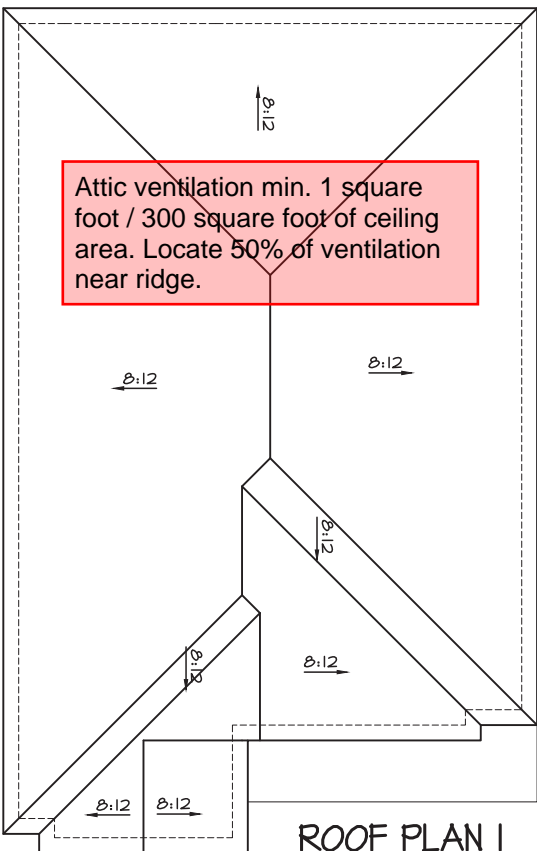 8:12
Attic ventilation min. 1 square
foot / 300 square foot of ceiling
area. Locate 50% of ventilation
near ridge.
8:12
8:12
8:12
8:12
8:12
8:12
8:12
ROOF PLAN I